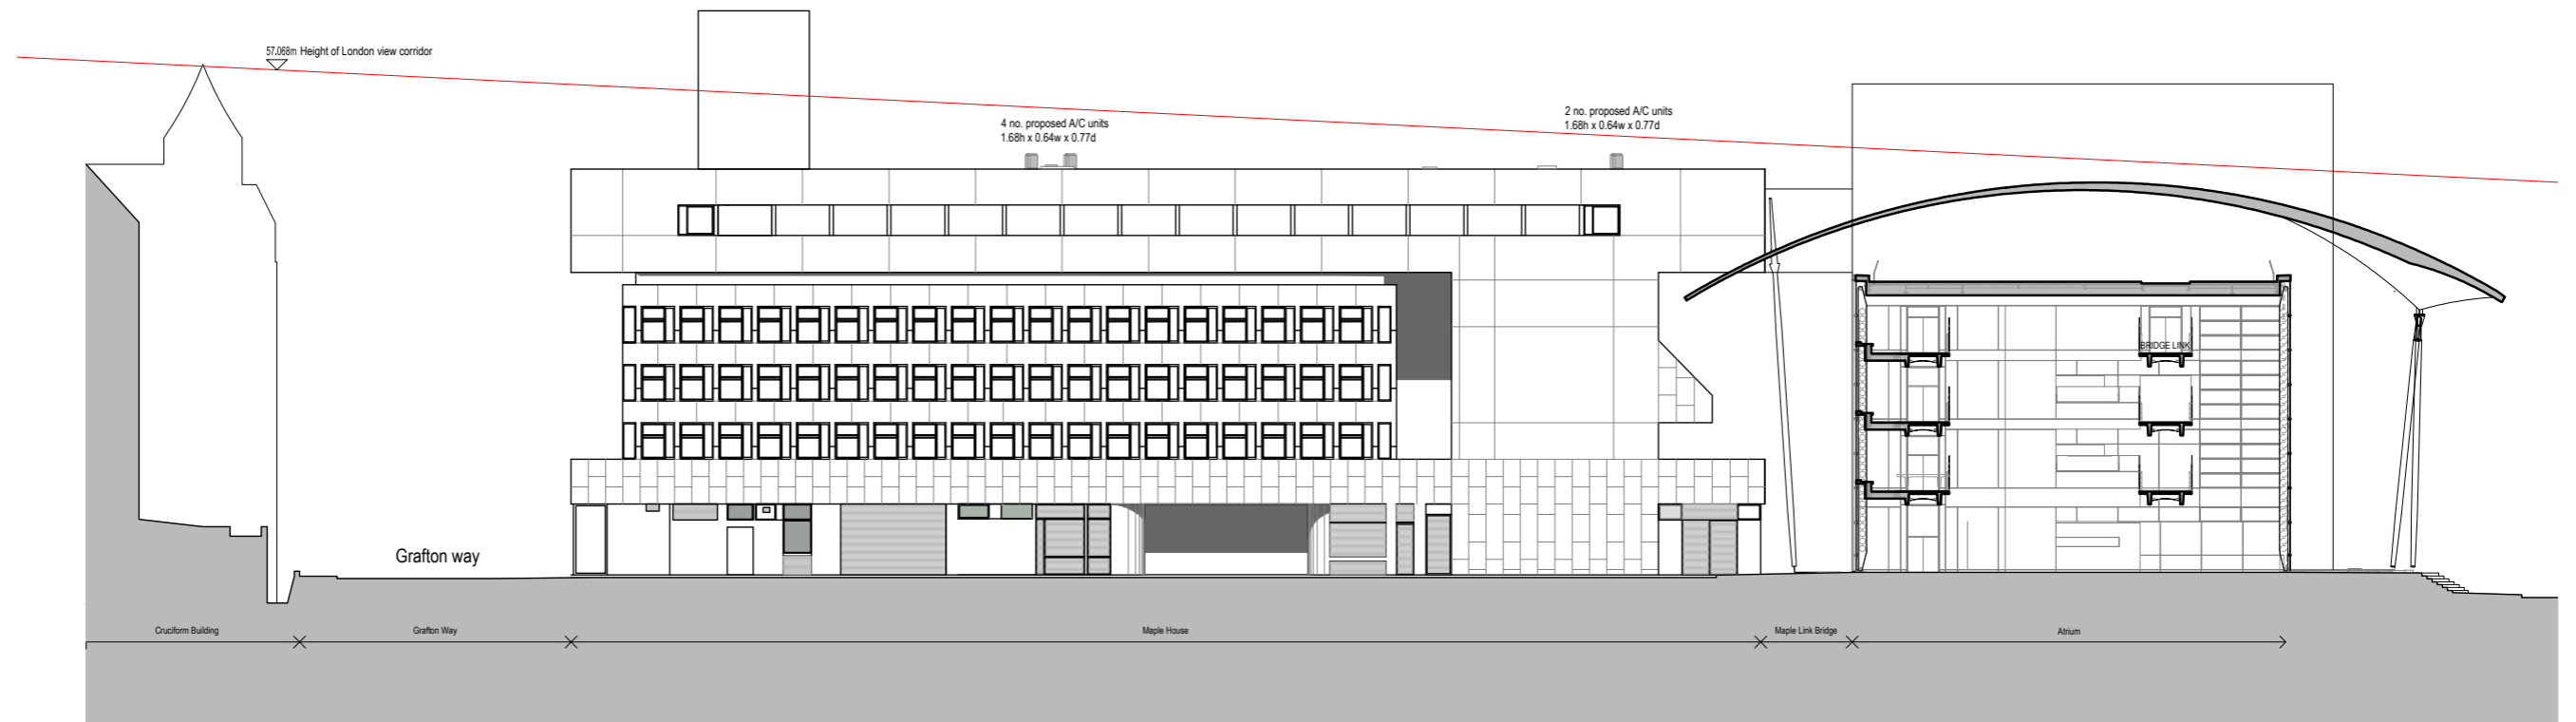 57.068m Height of London view corridor
4 no. proposed A/C units
1.68h x 0.64w x 0.77d
2 no. proposed A/C units
1.68h x 0.64w x 0.77d
BRIDGE LINK
Grafton way
Cruciform Building
Grafton Way
Maple House
Maple Link Bridge
Atrium